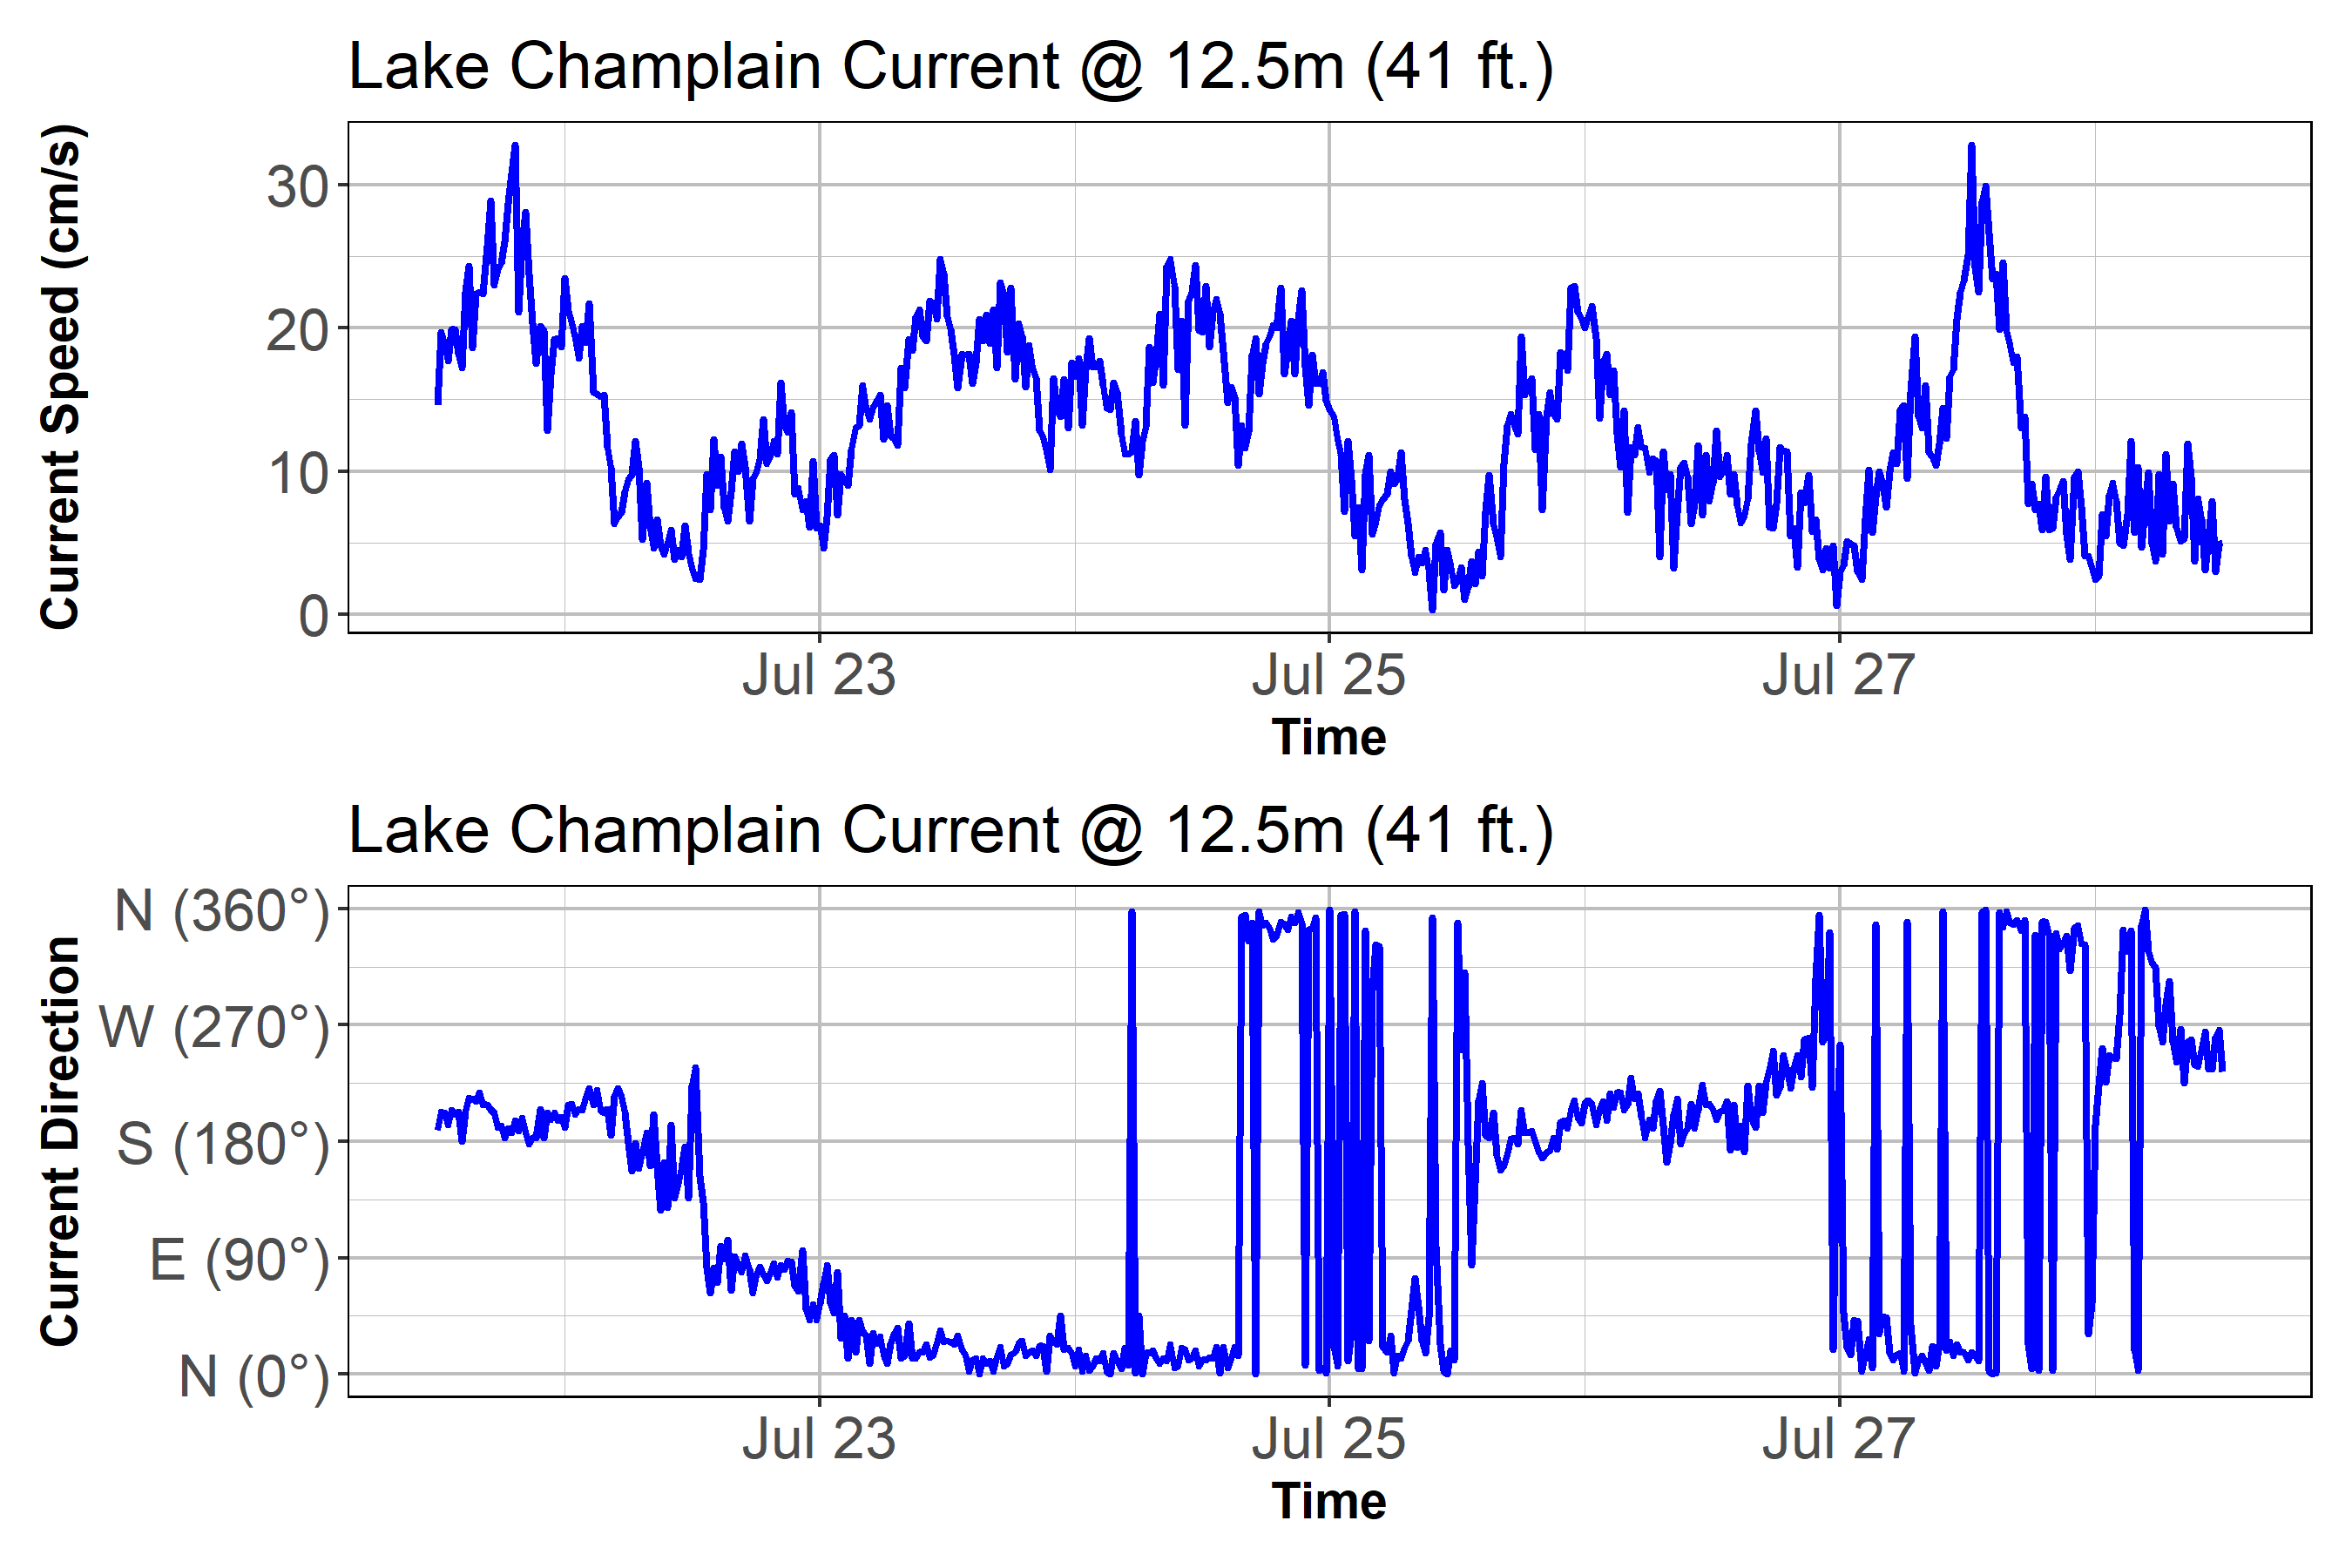 Lake Champlain Current @ 12.5m (41 ft.)
Current Speed (cm/s)
30
20
10
0
Jul 23 Jul 25 Jul 27
Time
Lake Champlain Current @ 12.5m (41 ft.)
Current Direction
N (360°)
W (270°)
S (180°)
E (90°)
N (0°)
Jul 23 Jul 25 Jul 27
Time